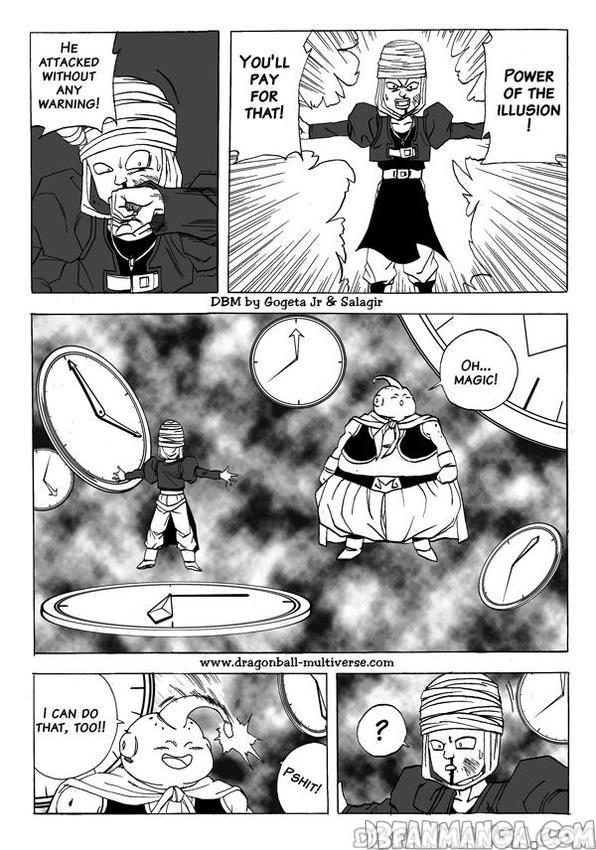 HE
ATTACKED
WITHOUT
ANY
WARNING!
YOU'LL
PAY
FOR
THAT!
POWER
OF THE
ILLUSION
!
DBM by Gogeta Jr & Salagir
OH...
MAGIC!
www.dragonball-multiverse.com
I CAN DO
THAT, TOO!!
PSHIT!
?
DBFANMANGA.COM